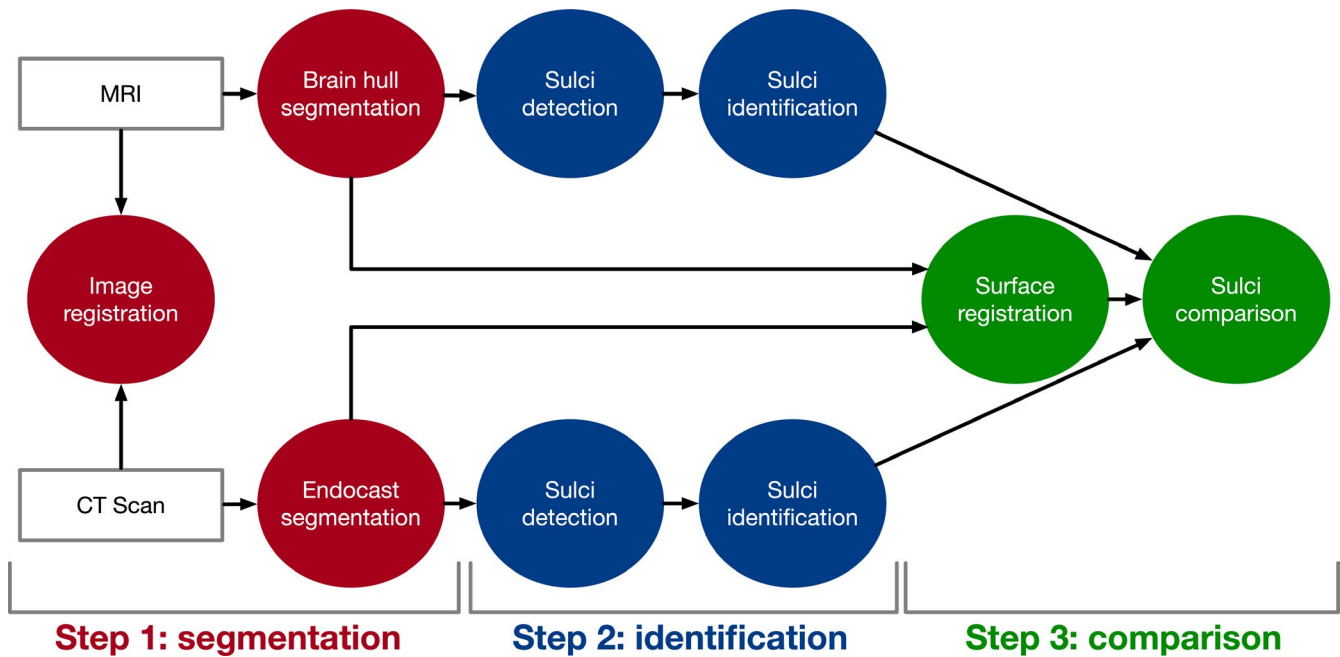 MRI
Brain hull
segmentation
Sulci
detection
Sulci
identification
Image
registration
Surface
registration
Sulci
comparison
CT Scan
Endocast
segmentation
Sulci
detection
Sulci
identification
Step 1: segmentation
Step 2: identification
Step 3: comparison